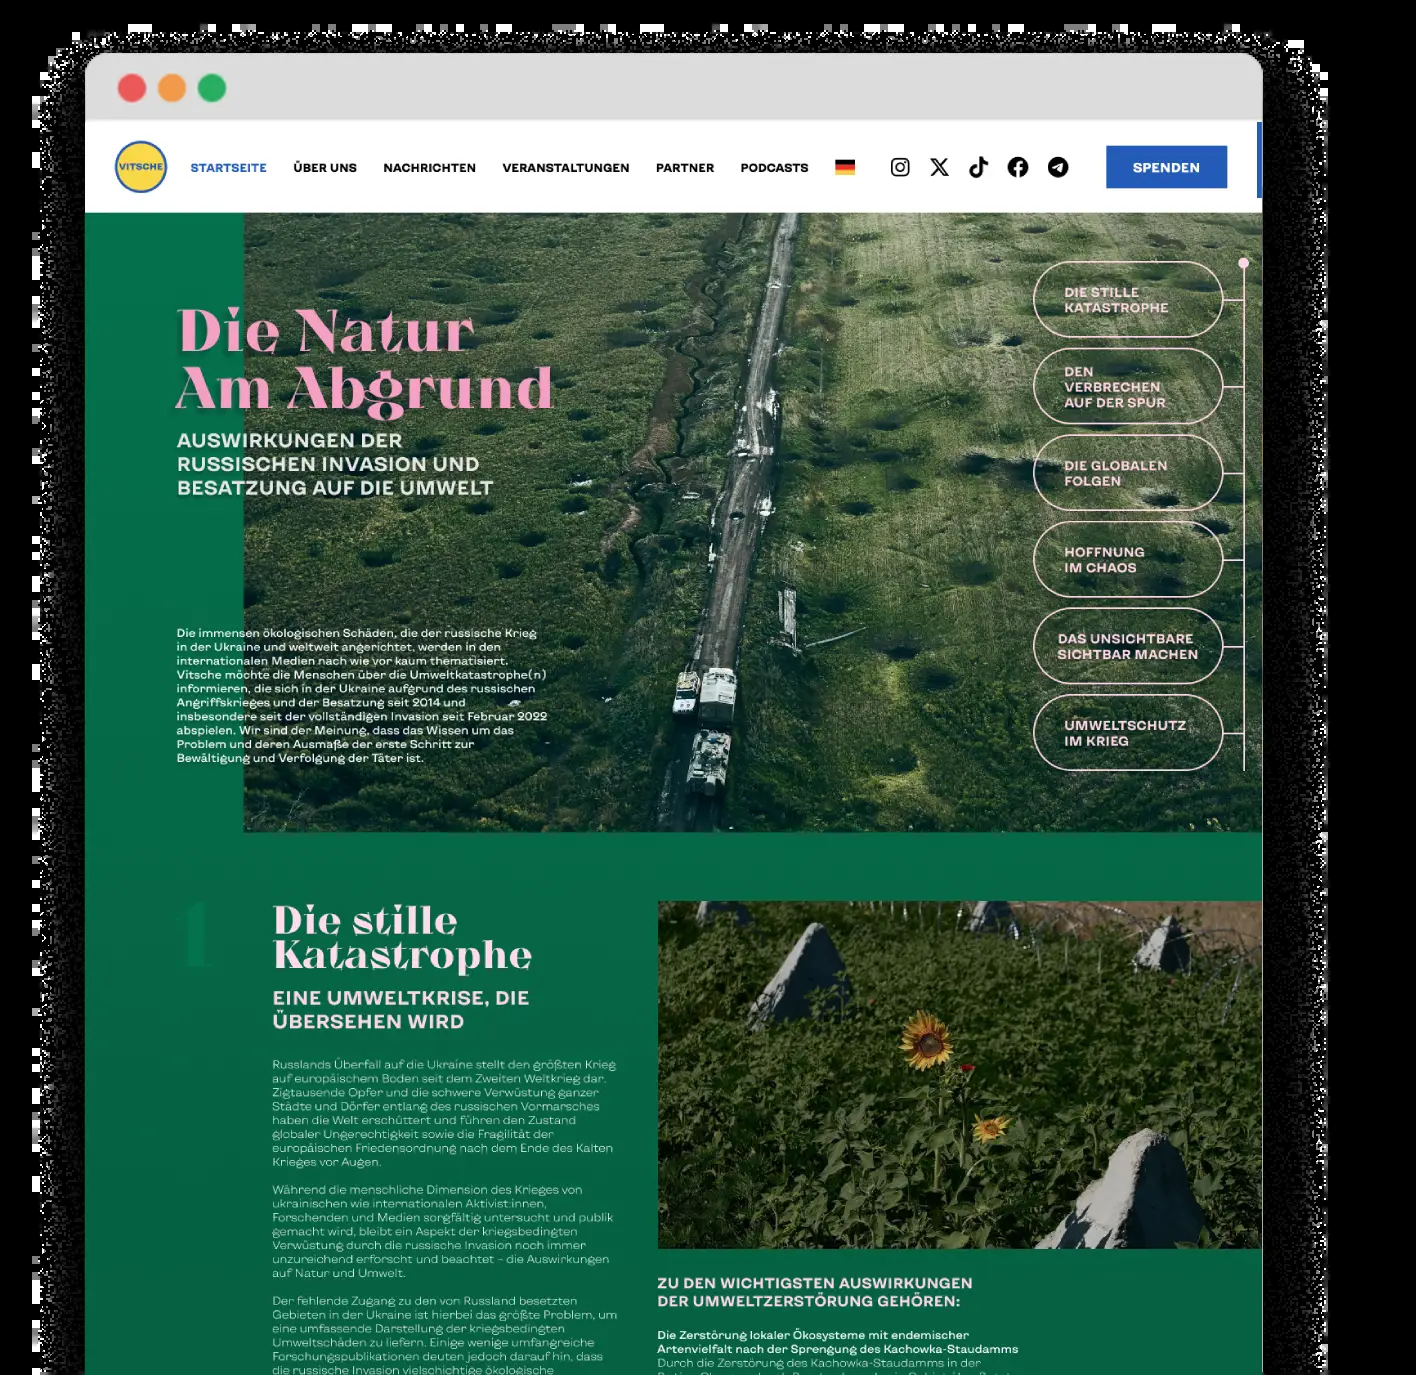 VITSCHE
STARTSEITE
ÜBER UNS
NACHRICHTEN
VERANSTALTUNGEN
PARTNER
PODCASTS
SPENDEN
Die Natur
Am Abgrund
AUSWIRKUNGEN DER
RUSSISCHEN INVASION UND
BESATZUNG AUF DIE UMWELT
Die immensen ökologischen Schäden, die der russische Krieg
in der Ukraine und weltweit angerichtet, werden in den
internationalen Medien nach wie vor kaum thematisiert.
Vitsche möchte die Menschen über die Umweltkatastrophe(n)
informieren, die sich in der Ukraine aufgrund des russischen
Angriffskrieges und der Besatzung seit 2014 und
insbesondere seit der vollständigen Invasion seit Februar 2022
abspielen. Wir sind der Meinung, dass das Wissen um das
Problem und deren Ausmaße der erste Schritt zur
Bewältigung und Verfolgung der Täter ist.
DIE STILLE
KATASTROPHE
DEN
VERBRECHEN
AUF DER SPUR
DIE GLOBALEN
FOLGEN
HOFFNUNG
IM CHAOS
DAS UNSICHTBARE
SICHTBAR MACHEN
UMWELTSCHUTZ
IM KRIEG
1
Die stille
Katastrophe
EINE UMWELTKRISE, DIE
ÜBERSEHEN WIRD
Russlands Überfall auf die Ukraine stellt den größten Krieg
auf europäischem Boden seit dem Zweiten Weltkrieg dar.
Zigtausende Opfer und die schwere Verwüstung ganzer
Städte und Dörfer entlang des russischen Vormarsches
haben die Welt erschüttert und führen den Zustand
globaler Ungerechtigkeit sowie die Fragilität der
europäischen Friedensordnung nach dem Ende des Kalten
Krieges vor Augen.
Während die menschliche Dimension des Krieges von
ukrainischen wie internationalen Aktivist:innen,
Forschenden und Medien sorgfältig untersucht und publik
gemacht wird, bleibt ein Aspekt der kriegsbedingten
Verwüstung durch die russische Invasion noch immer
unzureichend erforscht und beachtet – die Auswirkungen
auf Natur und Umwelt.
Der fehlende Zugang zu den von Russland besetzten
Gebieten in der Ukraine ist hierbei das größte Problem, um
eine umfassende Darstellung der kriegsbedingten
Umweltschäden zu liefern. Einige wenige umfangreiche
Forschungspublikationen deuten jedoch darauf hin, dass
die russische Invasion vielschichtige ökologische
ZU DEN WICHTIGSTEN AUSWIRKUNGEN
DER UMWELTZERSTÖRUNG GEHÖREN:
Die Zerstörung lokaler Ökosysteme mit endemischer
Artenvielfalt nach der Sprengung des Kachowka-Staudamms
Durch die Zerstörung des Kachowka-Staudamms in der